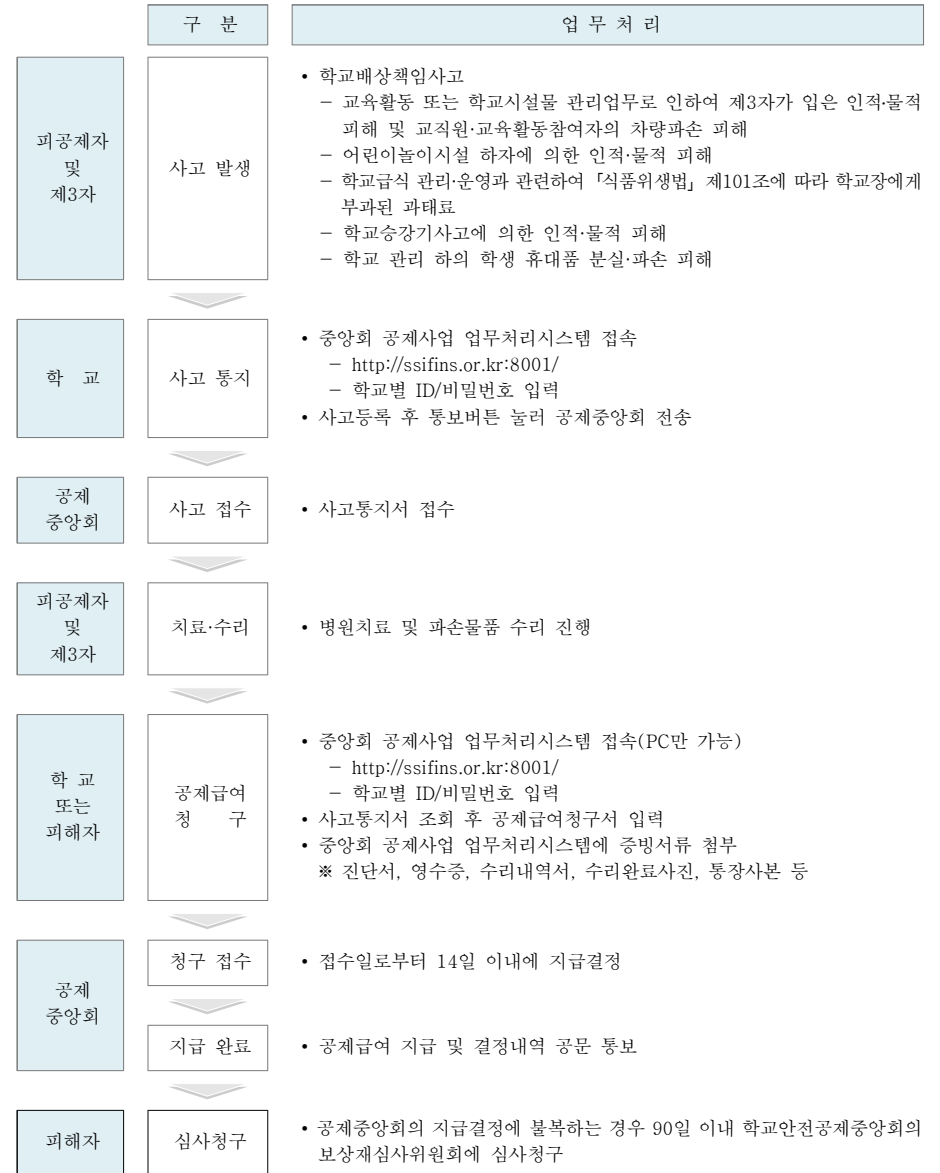 구 분
업 무 처 리
피공제자
및
제3자
사고 발생
• 학교배상책임사고
－ 교육활동 또는 학교시설물 관리업무로 인하여 제3자가 입은 인적·물적
피해 및 교직원·교육활동참여자의 차량파손 피해
－ 어린이놀이시설 하자에 의한 인적·물적 피해
－ 학교급식 관리·운영과 관련하여 「식품위생법」 제101조에 따라 학교장에게
부과된 과태료
－ 학교승강기사고에 의한 인적·물적 피해
－ 학교 관리 하의 학생 휴대품 분실·파손 피해
학 교
사고 통지
• 중앙회 공제사업 업무처리시스템 접속
－ http://ssifins.or.kr:8001/
－ 학교별 ID/비밀번호 입력
• 사고등록 후 통보버튼 눌러 공제중앙회 전송
공제
중앙회
사고 접수
• 사고통지서 접수
피공제자
및
제3자
치료·수리
• 병원치료 및 파손물품 수리 진행
학 교
또는
피해자
공제급여
청 구
• 중앙회 공제사업 업무처리시스템 접속(PC만 가능)
－ http://ssifins.or.kr:8001/
－ 학교별 ID/비밀번호 입력
• 사고통지서 조회 후 공제급여청구서 입력
• 중앙회 공제사업 업무처리시스템에 증빙서류 첨부
※ 진단서, 영수증, 수리내역서, 수리완료사진, 통장사본 등
공제
중앙회
청구 접수
• 접수일로부터 14일 이내에 지급결정
지급 완료
• 공제급여 지급 및 결정내역 공문 통보
피해자
심사청구
• 공제중앙회의 지급결정에 불복하는 경우 90일 이내 학교안전공제중앙회의
보상재심사위원회에 심사청구